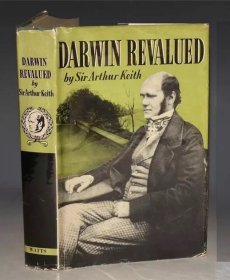 DARWIN
REVALUED
by
Sir Arthur
Keith
WATTS
DARWIN REVALUED
by Sir Arthur Keith